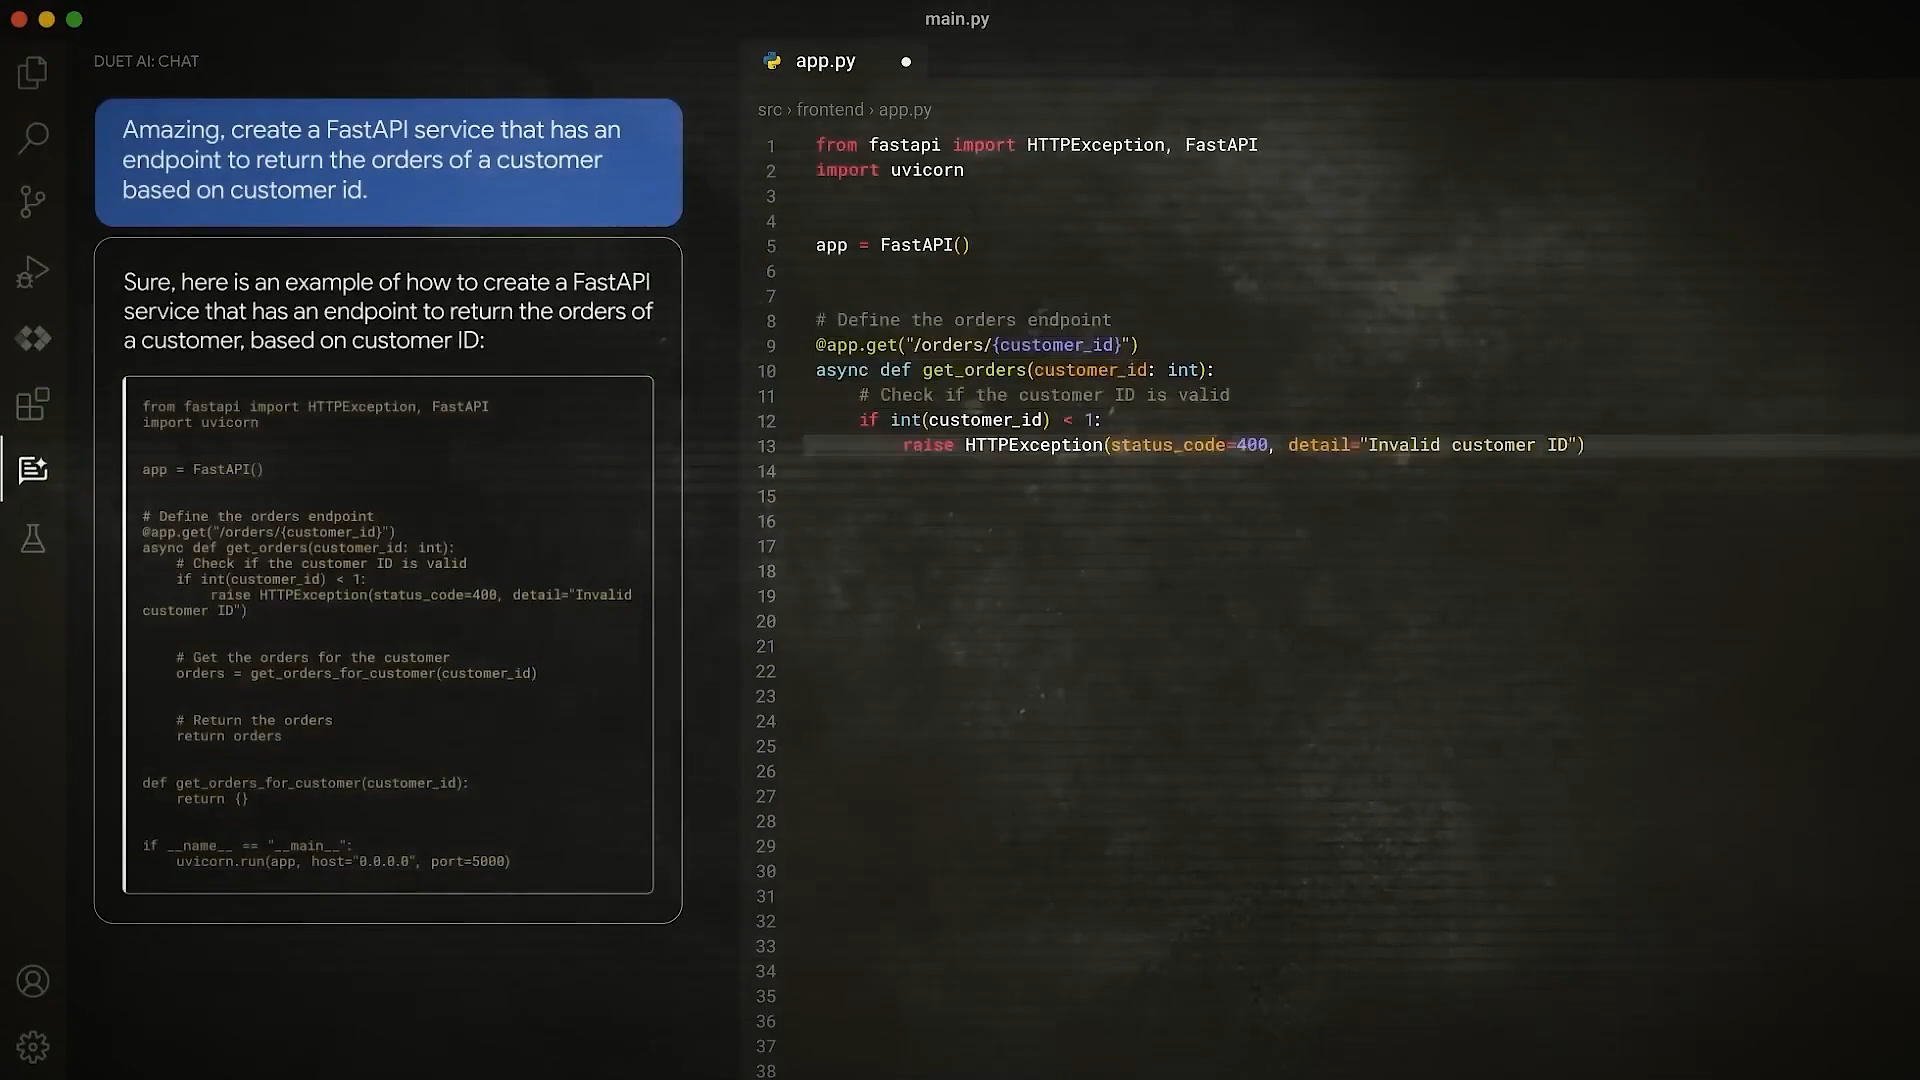 main.py
DUET AI: CHAT
Amazing, create a FastAPI service that has an
endpoint to return the orders of a customer
based on customer id.
Sure, here is an example of how to create a FastAPI
service that has an endpoint to return the orders of
a customer, based on customer ID:
from fastapi import HTTPException, FastAPI
import uvicorn
app = FastAPI()
# Define the orders endpoint
@app.get("/orders/{customer_id}")
async def get_orders(customer_id: int):
    # Check if the customer ID is valid
    if int(customer_id) < 1:
        raise HTTPException(status_code=400, detail="Invalid
customer ID")
    # Get the orders for the customer
    orders = get_orders_for_customer(customer_id)
    # Return the orders
    return orders
def get_orders_for_customer(customer_id):
    return {}
if __name__ == "__main__":
    uvicorn.run(app, host="0.0.0.0", port=5000)
app.py
src › frontend › app.py
1 from fastapi import HTTPException, FastAPI
2 import uvicorn
3
4
5 app = FastAPI()
6
7
8 # Define the orders endpoint
9 @app.get("/orders/{customer_id}")
10 async def get_orders(customer_id: int):
11     # Check if the customer ID is valid
12     if int(customer_id) < 1:
13         raise HTTPException(status_code=400, detail="Invalid customer ID")
14
15
16
17
18
19
20
21
22
23
24
25
26
27
28
29
30
31
32
33
34
35
36
37
38